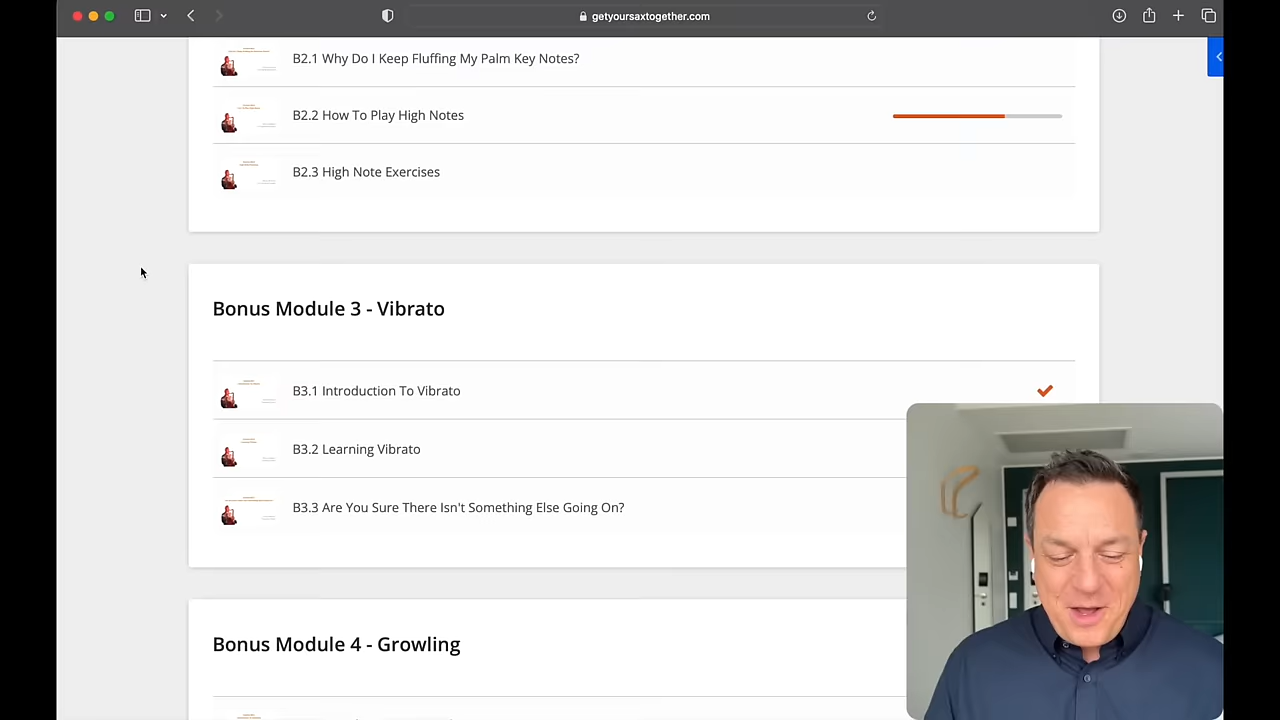 getyoursaxtogether.com
B2.1 Why Do I Keep Fluffing My Palm Key Notes?
B2.2 How To Play High Notes
B2.3 High Note Exercises
Bonus Module 3 - Vibrato
B3.1 Introduction To Vibrato
B3.2 Learning Vibrato
B3.3 Are You Sure There Isn't Something Else Going On?
Bonus Module 4 - Growling